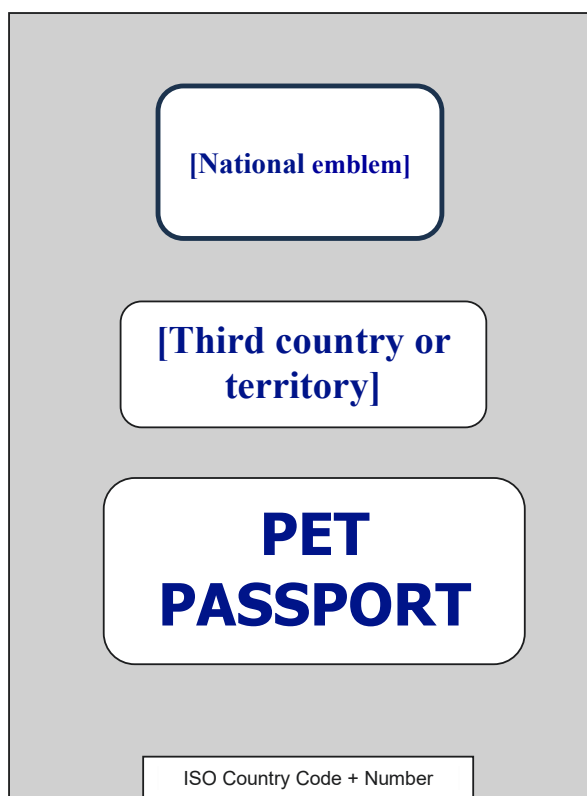 [National emblem]
[Third country or
territory]
PET
PASSPORT
ISO Country Code + Number